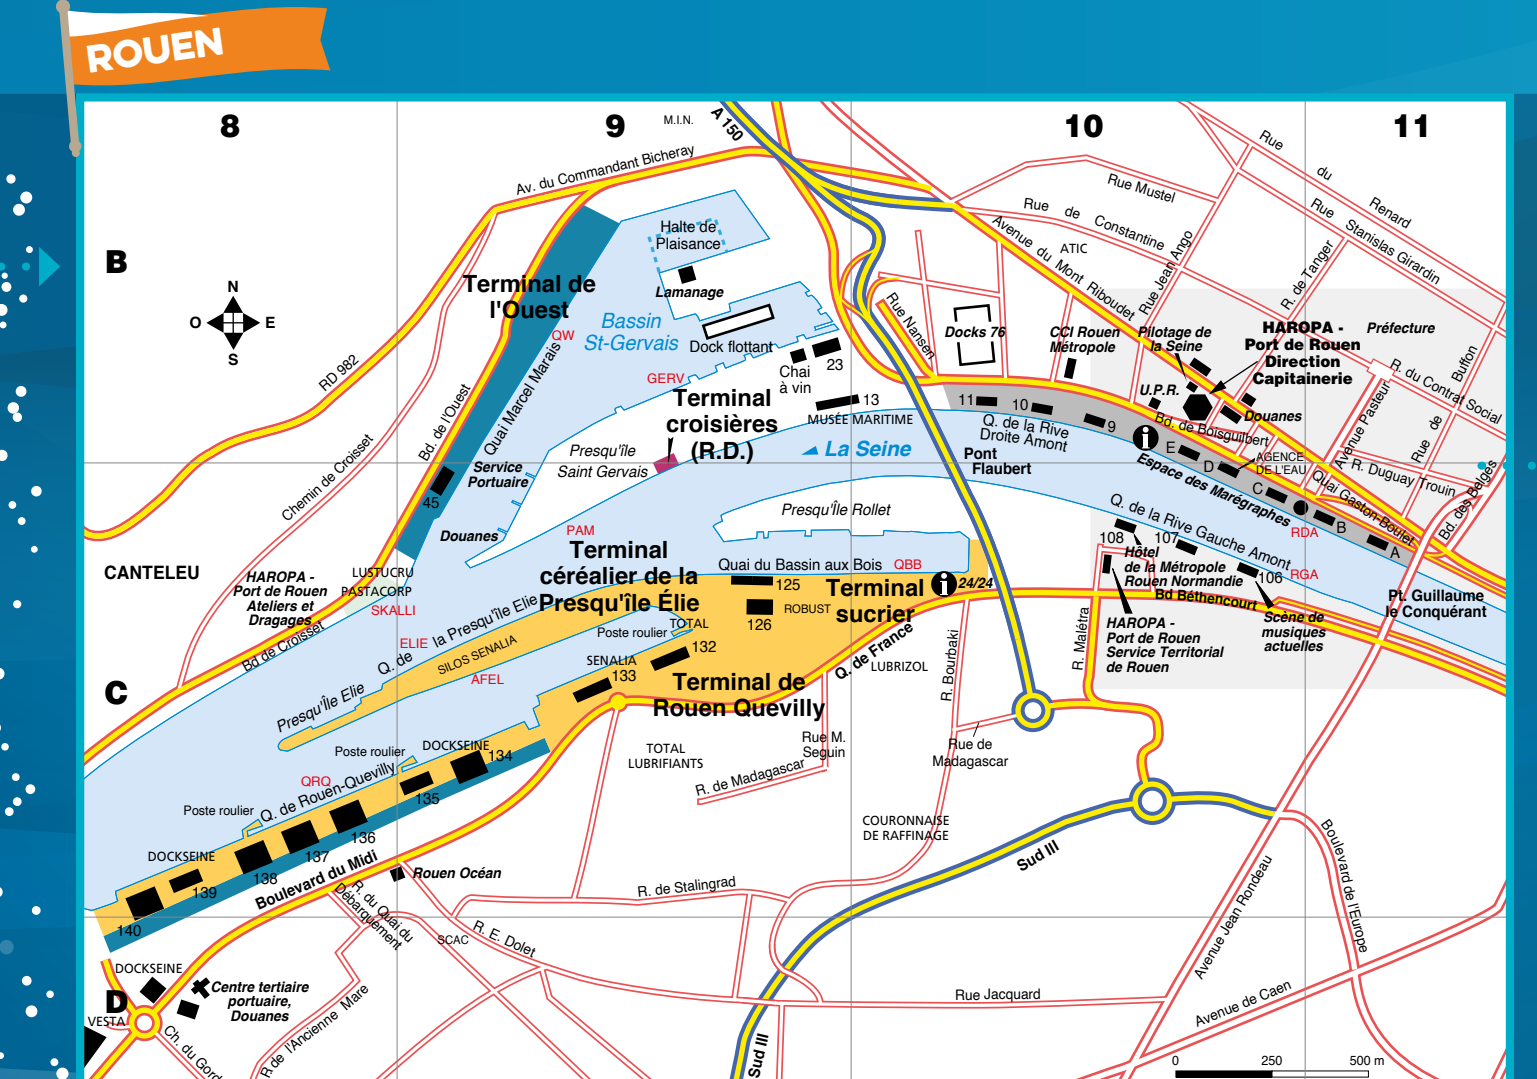 ROUEN
8
9
10
11
M.I.N.
A 150
Av. du Commandant Bicheray
Rue du Renard
Rue Mustel
Rue de Constantine
Rue Stanislas Girardin
Avenue du Mont Riboudet
ATIC
Rue Jean Ango
R. de Tanger
B
N
O
E
S
Halte de
Plaisance
Lamanage
Terminal de
l'Ouest
QW
Bassin
St-Gervais
Dock flottant
GERV
Chai
à vin
23
Rue Nansen
Docks 76
CCI Rouen
Métropole
Pilotage de
la Seine
HAROPA -
Port de Rouen
Direction
Capitainerie
Préfecture
R. du Contrat Social
Rue de Buffon
U.P.R.
Douanes
Avenue Pasteur
RD 982
Bd. de l'Ouest
Quai Marcel Marais
Terminal
croisières
(R.D.)
13
MUSÉE MARITIME
La Seine
11
10
9
Q. de la Rive
Droite Amont
Bd. de Boisguilbert
i
E
D
C
B
A
AGENCE
DE L'EAU
Espace des Marégraphes
R. Duguay Trouin
Quai Gaston Boulet
Bd. des Belges
Presqu'île
Saint Gervais
Pont
Flaubert
Chemin de Croisset
45
Service
Portuaire
Douanes
Presqu'Île Rollet
PAM
Q. de la Rive Gauche Amont
108
107
106
RDA
RGA
Hôtel
de la Métropole
Rouen Normandie
Bd Béthencourt
Pt. Guillaume
le Conquérant
CANTELEU
HAROPA -
Port de Rouen
Ateliers et
Dragages
LUSTUCRU
PASTACORP
SKALLI
Terminal
céréalier de la
Presqu'île Élie
Quai du Bassin aux Bois
QBB
125
126
ROBUST
Terminal
sucrier
i
24/24
Scène de
musiques
actuelles
HAROPA -
Port de Rouen
Service Territorial
de Rouen
R. Malétra
Bd de Croisset
ELIE
Q. de la Presqu'île Elie
SILOS SENALIA
AFEL
Poste roulier
TOTAL
132
SENALIA
133
Q. de France
LUBRIZOL
R. Bourbaki
C
Presqu'Île Elie
Terminal de
Rouen Quevilly
Poste roulier
DOCKSEINE
134
TOTAL
LUBRIFIANTS
Rue M.
Seguin
Rue de
Madagascar
R. de Madagascar
QRQ
Q. de Rouen-Quevilly
135
Poste roulier
136
137
138
139
140
DOCKSEINE
COURONNAISE
DE RAFFINAGE
Sud III
Boulevard de l'Europe
Boulevard du Midi
Rouen Océan
R. du Quai du
Débarquement
R. de Stalingrad
Avenue Jean Rondeau
SCAC
R. E. Dolet
DOCKSEINE
D
Centre tertiaire
portuaire,
Douanes
VESTA
Ch. du Gord
R.de l'Ancienne Mare
Rue Jacquard
Avenue de Caen
Sud III
0
250
500 m